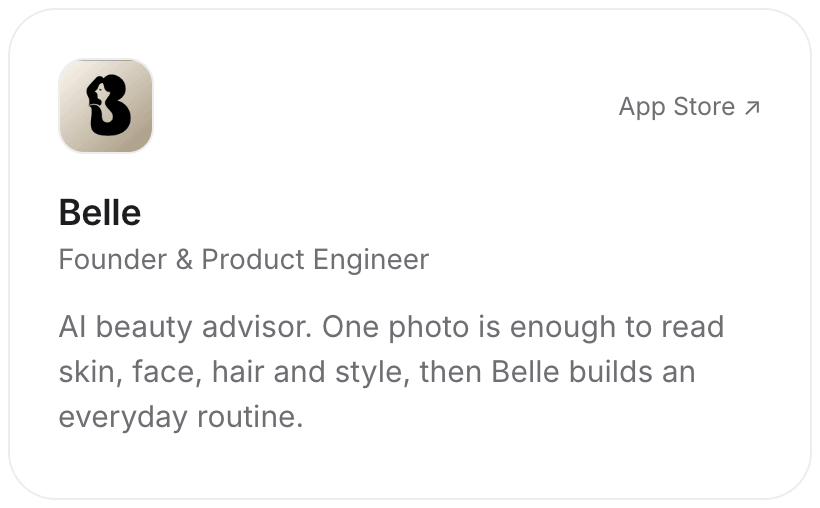 App Store ↗
Belle
Founder & Product Engineer
AI beauty advisor. One photo is enough to read
skin, face, hair and style, then Belle builds an
everyday routine.